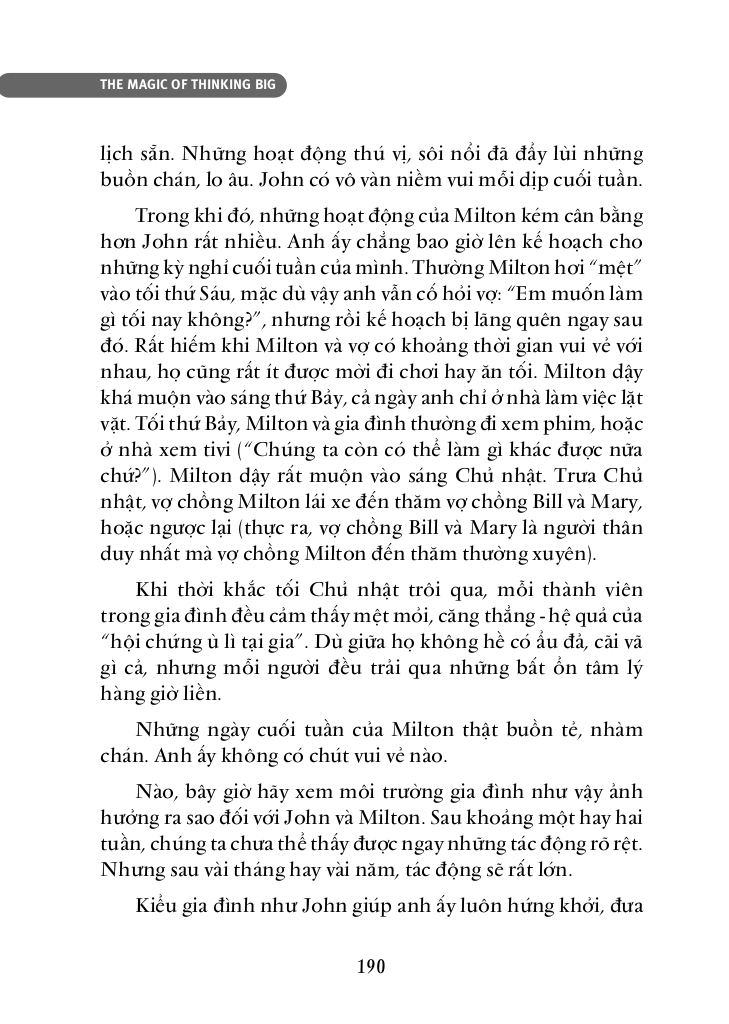 THE MAGIC OF THINKING BIG
lịch sẵn. Những hoạt động thú vị, sôi nổi đã đẩy lùi những
buồn chán, lo âu. John có vô vàn niềm vui mỗi dịp cuối tuần.
Trong khi đó, những hoạt động của Milton kém cân bằng
hơn John rất nhiều. Anh ấy chẳng bao giờ lên kế hoạch cho
những kỳ nghỉ cuối tuần của mình. Thường Milton hơi “mệt”
vào tối thứ Sáu, mặc dù vậy anh vẫn cố hỏi vợ: “Em muốn làm
gì tối nay không?”, nhưng rồi kế hoạch bị lãng quên ngay sau
đó. Rất hiếm khi Milton và vợ có khoảng thời gian vui vẻ với
nhau, họ cũng rất ít được mời đi chơi hay ăn tối. Milton dậy
khá muộn vào sáng thứ Bảy, cả ngày anh chỉ ở nhà làm việc lặt
vặt. Tối thứ Bảy, Milton và gia đình thường đi xem phim, hoặc
ở nhà xem tivi (“Chúng ta còn có thể làm gì khác được nữa
chứ?”). Milton dậy rất muộn vào sáng Chủ nhật. Trưa Chủ
nhật, vợ chồng Milton lái xe đến thăm vợ chồng Bill và Mary,
hoặc ngược lại (thực ra, vợ chồng Bill và Mary là người thân
duy nhất mà vợ chồng Milton đến thăm thường xuyên).
Khi thời khắc tối Chủ nhật trôi qua, mỗi thành viên
trong gia đình đều cảm thấy mệt mỏi, căng thẳng - hệ quả của
“hội chứng ù lì tại gia”. Dù giữa họ không hề có ẩu đả, cãi vã
gì cả, nhưng mỗi người đều trải qua những bất ổn tâm lý
hàng giờ liền.
Những ngày cuối tuần của Milton thật buồn tẻ, nhàm
chán. Anh ấy không có chút vui vẻ nào.
Nào, bây giờ hãy xem môi trường gia đình như vậy ảnh
hưởng ra sao đối với John và Milton. Sau khoảng một hay hai
tuần, chúng ta chưa thể thấy được ngay những tác động rõ rệt.
Nhưng sau vài tháng hay vài năm, tác động sẽ rất lớn.
Kiểu gia đình như John giúp anh ấy luôn hứng khởi, đưa
190